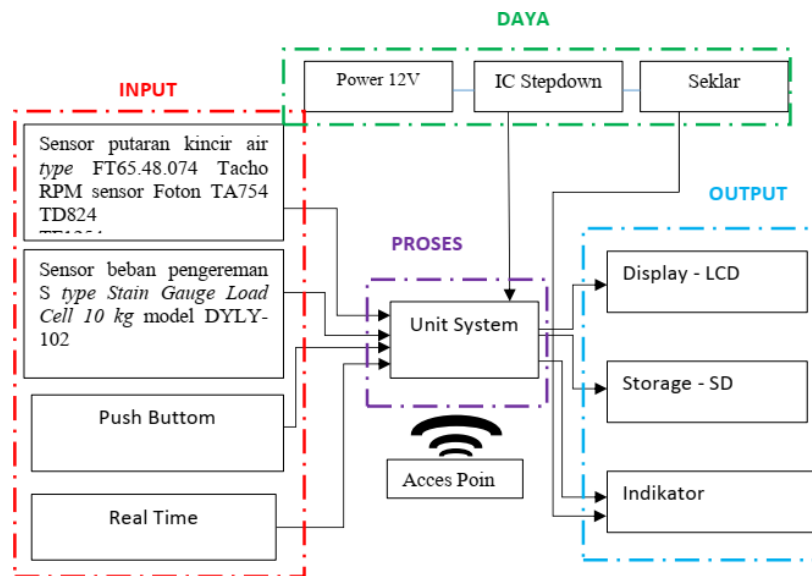 DAYA
Power 12V
IC Stepdown
Seklar
INPUT
Sensor putaran kincir air
type FT65.48.074 Tacho
RPM sensor Foton TA754
TD824
Sensor beban pengereman
S type Stain Gauge Load
Cell 10 kg model DYLY-
102
Push Buttom
Real Time
PROSES
Unit System
Acces Poin
OUTPUT
Display - LCD
Storage - SD
Indikator